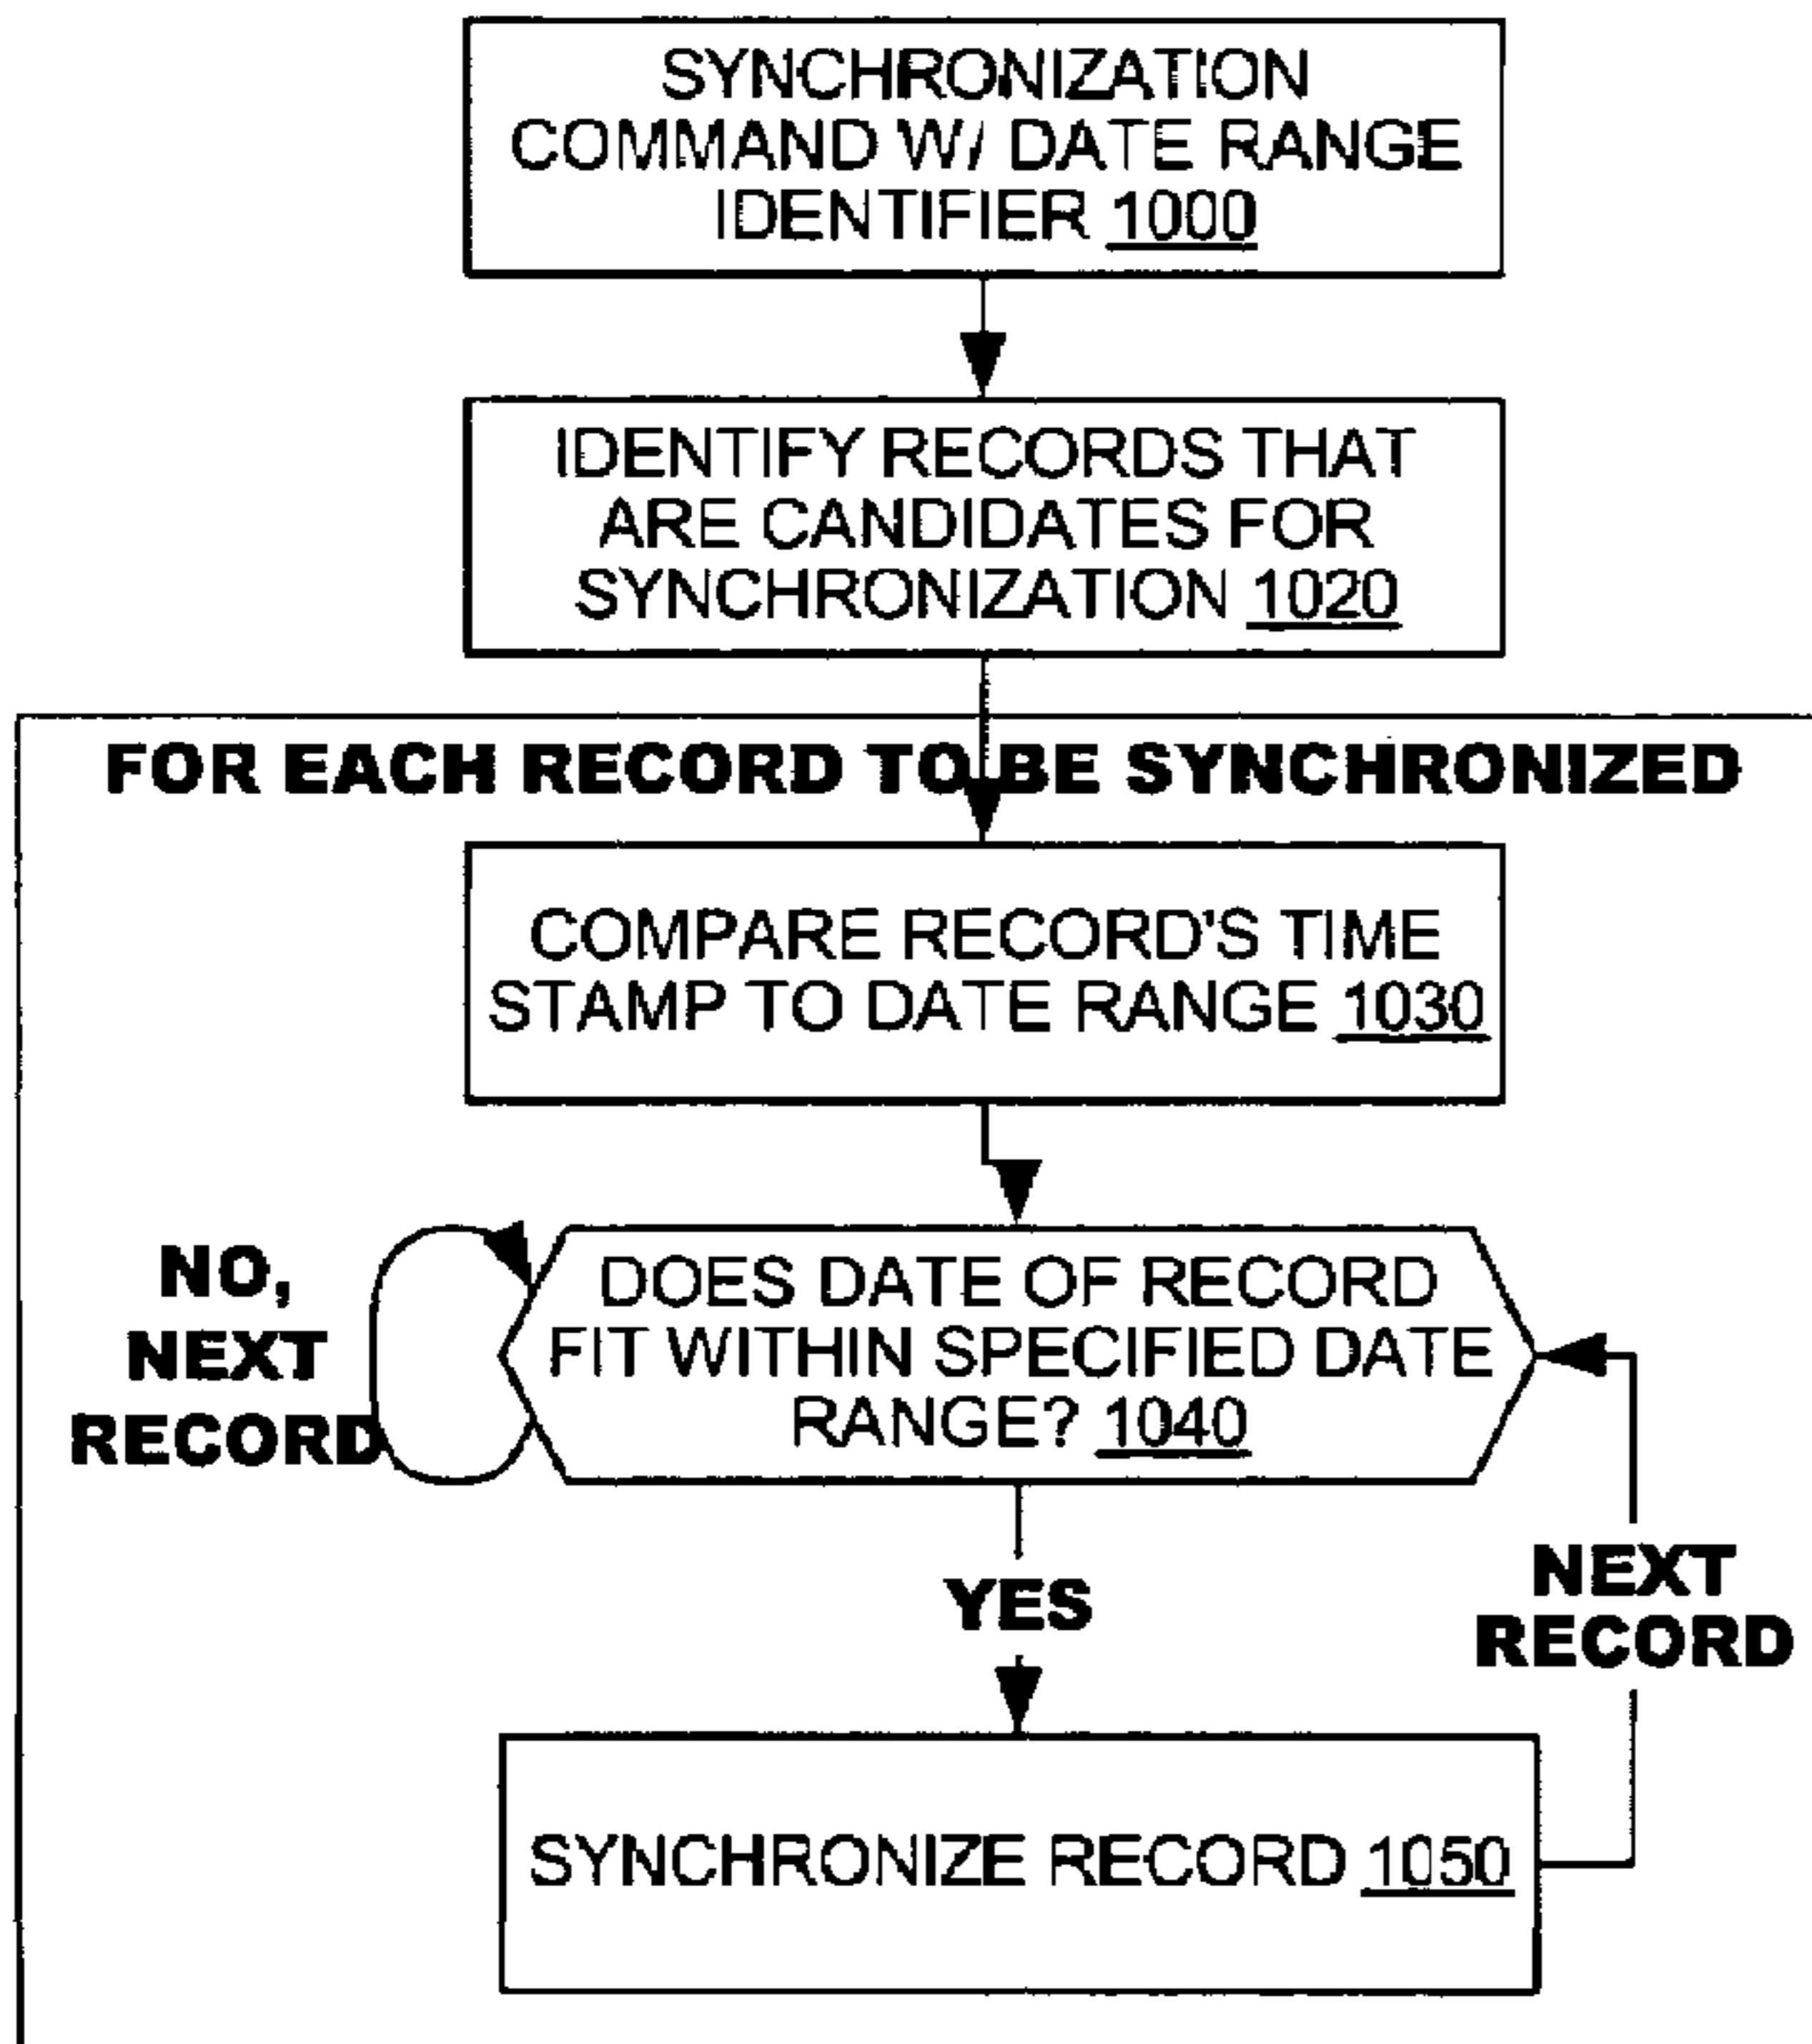 SYNCHRONIZATION
COMMAND W/ DATE RANGE
IDENTIFIER 1000
IDENTIFY RECORDS THAT
ARE CANDIDATES FOR
SYNCHRONIZATION 1020
FOR EACH RECORD TO BE SYNCHRONIZED
COMPARE RECORD'S TIME
STAMP TO DATE RANGE 1030
NO,
NEXT
RECORD
DOES DATE OF RECORD
FIT WITHIN SPECIFIED DATE
RANGE? 1040
YES
NEXT
RECORD
SYNCHRONIZE RECORD 1050